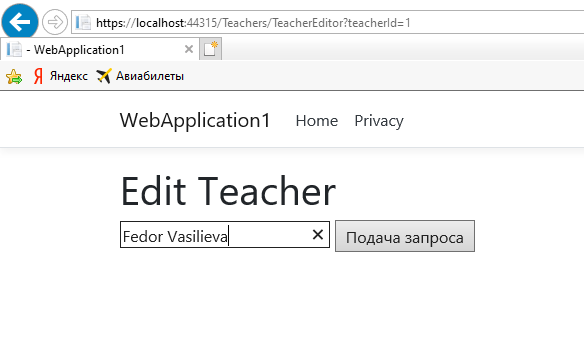 https://localhost:44315/Teachers/TeacherEditor?teacherId=1
- WebApplication1
Яндекс Авиабилеты
WebApplication1 Home Privacy
Edit Teacher
Fedor Vasilieva Подача запроса